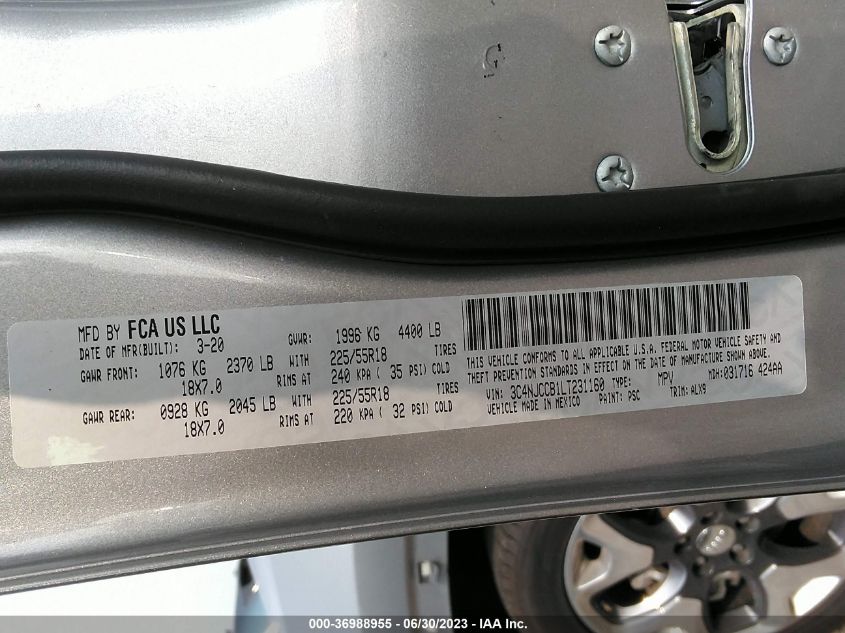 G
MFD BY FCA US LLC
DATE OF MFR(BUILT): 3-20 GVWR: 1996 KG 4400 LB
GAWR FRONT: 1076 KG 2370 LB WITH 225/55R18 TIRES
18X7.0 RIMS AT 240 KPA ( 35 PSI) COLD
GAWR REAR: 0928 KG 2045 LB WITH 225/55R18 TIRES
18X7.0 RIMS AT 220 KPA ( 32 PSI) COLD
THIS VEHICLE CONFORMS TO ALL APPLICABLE U.S.A. FEDERAL MOTOR VEHICLE SAFETY AND
THEFT PREVENTION STANDARDS IN EFFECT ON THE DATE OF MANUFACTURE SHOWN ABOVE.
VIN: 3C4NJCCB1LT231160 TYPE: MPV MDH:031716 424AA
VEHICLE MADE IN MEXICO PAINT: PSC TRIM: ALX9
Jeep
000-36988955 - 06/30/2023 - IAA Inc.